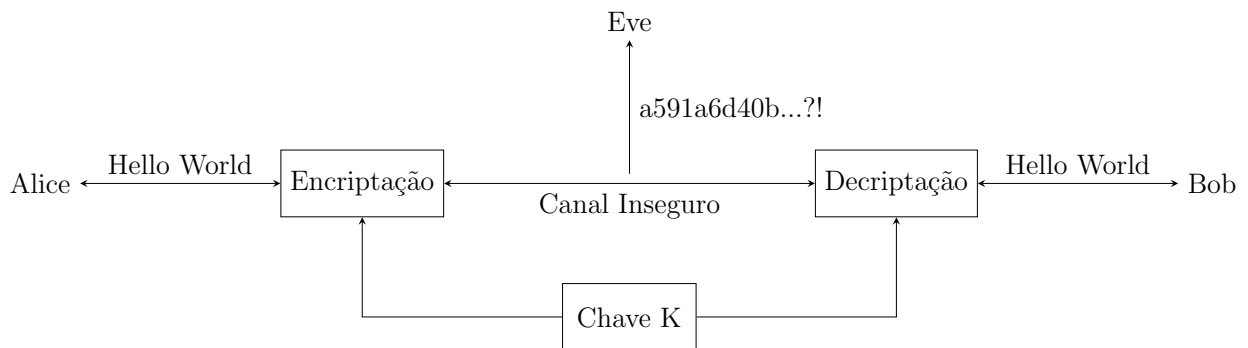 Eve
a591a6d40b...?!
Alice
Hello World
Encriptação
Canal Inseguro
Decriptação
Hello World
Bob
Chave K